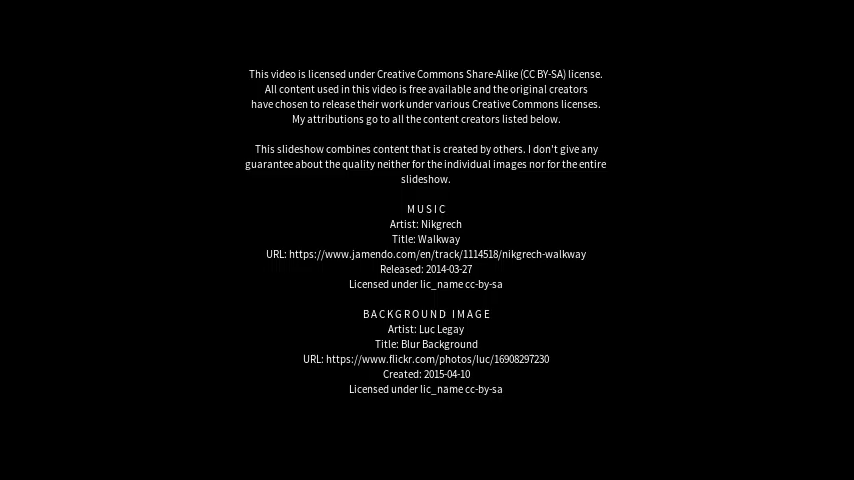 This video is licensed under Creative Commons Share-Alike (CC BY-SA) license.
All content used in this video is free available and the original creators
have chosen to release their work under various Creative Commons licenses.
My attributions go to all the content creators listed below.
This slideshow combines content that is created by others. I don't give any
guarantee about the quality neither for the individual images nor for the entire
slideshow.
MUSIC
Artist: Nikgrech
Title: Walkway
URL: https://www.jamendo.com/en/track/1114518/nikgrech-walkway
Released: 2014-03-27
Licensed under lic_name cc-by-sa
BACKGROUND IMAGE
Artist: Luc Legay
Title: Blur Background
URL: https://www.flickr.com/photos/luc/16908297230
Created: 2015-04-10
Licensed under lic_name cc-by-sa